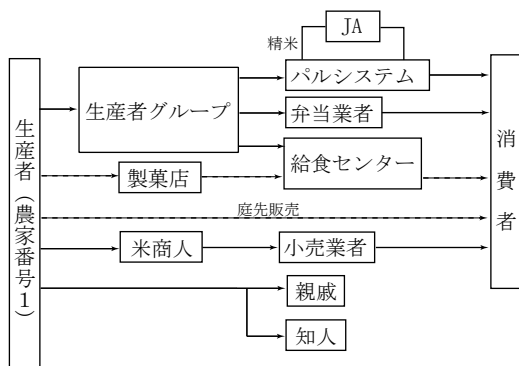 JA
精米
パルシステム
生産者グループ
弁当業者
給食センター
製菓店
庭先販売
米商人
小売業者
親戚
知人
生産者（農家番号1）
消費者